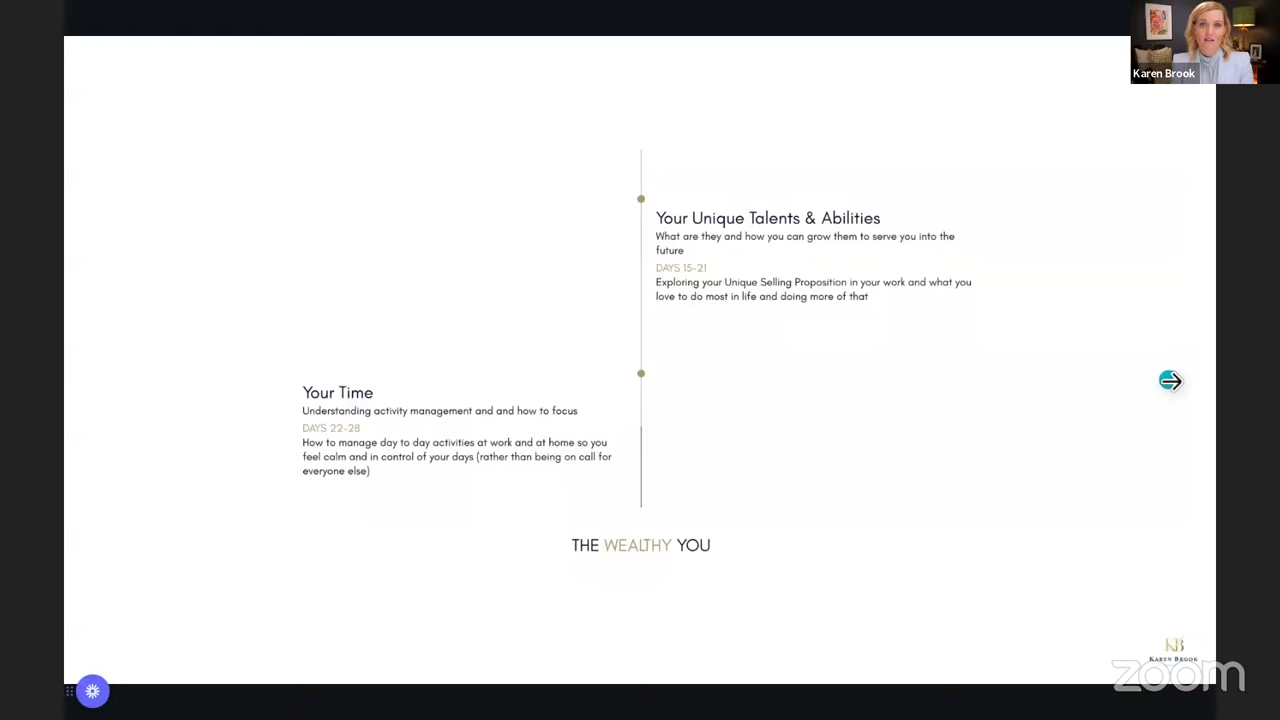 Karen Brook
Your Unique Talents & Abilities
What are they and how you can grow them to serve you into the
future
DAYS 15-21
Exploring your Unique Selling Proposition in your work and what you
love to do most in life and doing more of that
Your Time
Understanding activity management and and how to focus
DAYS 22-28
How to manage day to day activities at work and at home so you
feel calm and in control of your days (rather than being on call for
everyone else)
THE WEALTHY YOU
KB
KAREN BROOK
zoom